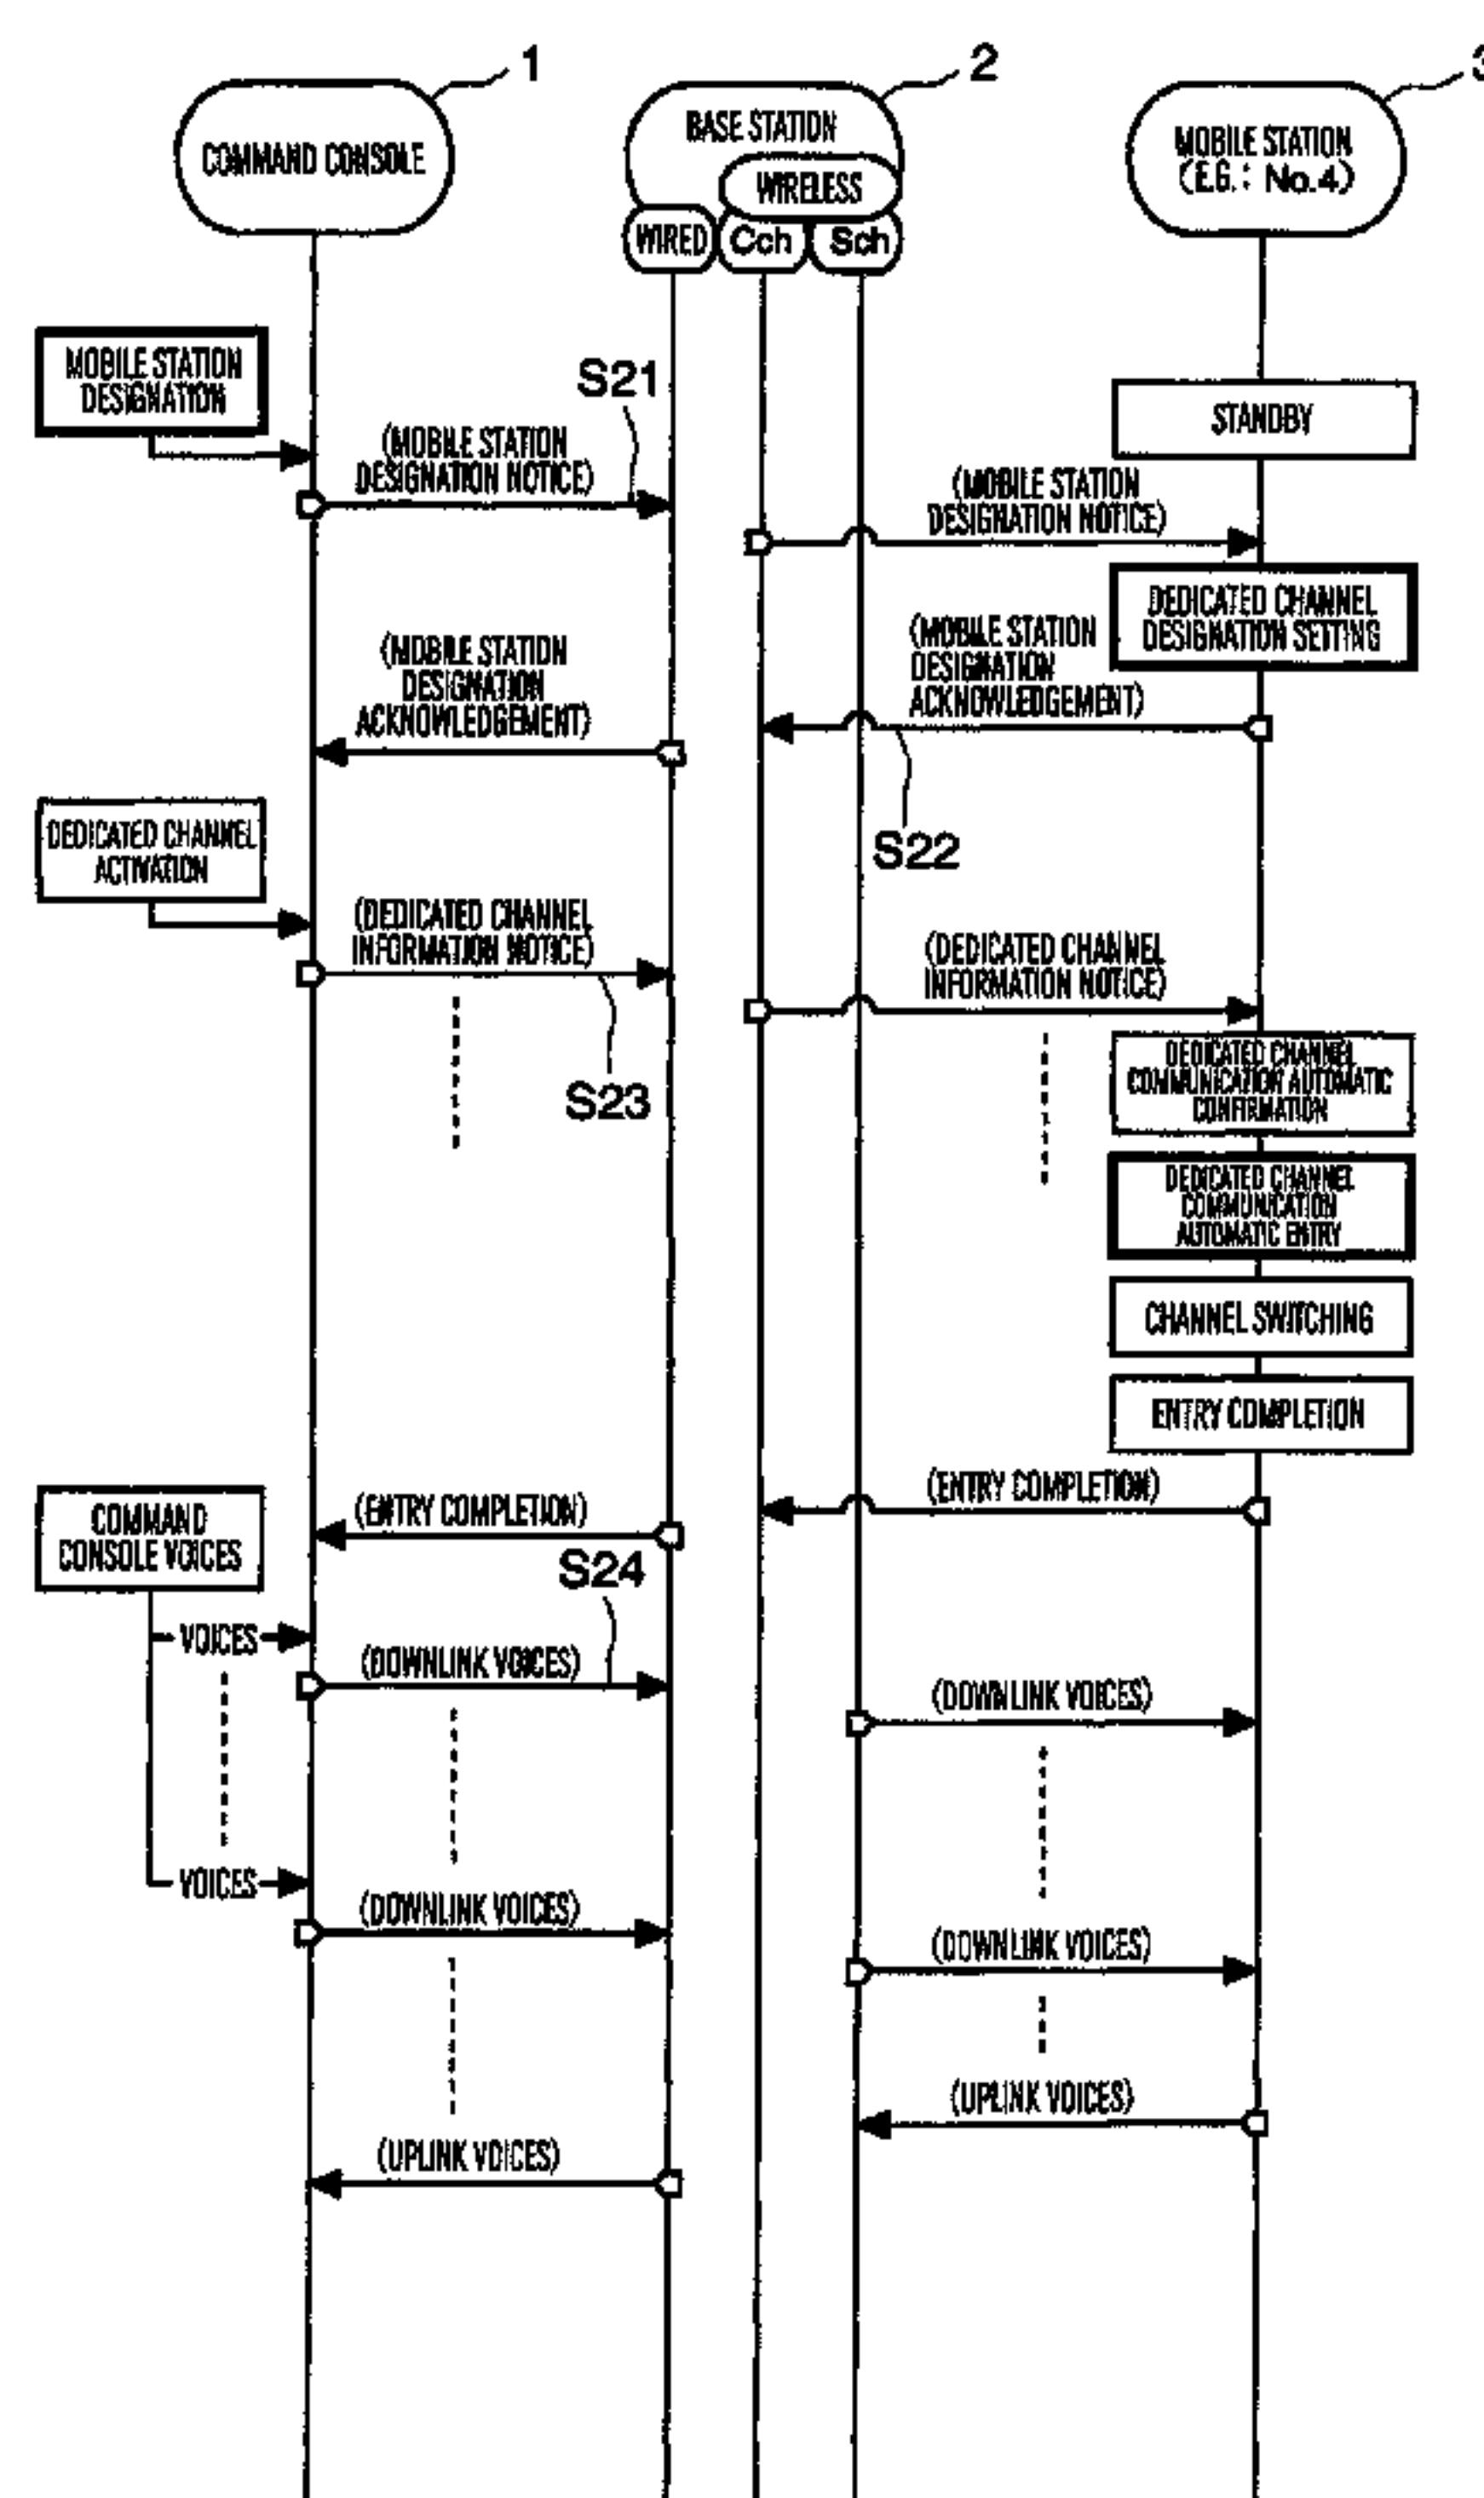 1
2
3
COMMAND CONSOLE
BASE STATION
WIRELESS
WIRED
Cch
Sch
MOBILE STATION
(E.G.: No.4)
MOBILE STATION
DESIGNATION
S21
STANDBY
(MOBILE STATION
DESIGNATION NOTICE)
(MOBILE STATION
DESIGNATION NOTICE)
DEDICATED CHANNEL
DESIGNATION SETTING
(MOBILE STATION
DESIGNATION
ACKNOWLEDGEMENT)
(MOBILE STATION
DESIGNATION
ACKNOWLEDGEMENT)
S22
DEDICATED CHANNEL
ACTIVATION
(DEDICATED CHANNEL
INFORMATION NOTICE)
(DEDICATED CHANNEL
INFORMATION NOTICE)
S23
DEDICATED CHANNEL
COMMUNICATION AUTOMATIC
CONFIRMATION
DEDICATED CHANNEL
COMMUNICATION
AUTOMATIC ENTRY
CHANNEL SWITCHING
ENTRY COMPLETION
(ENTRY COMPLETION)
(ENTRY COMPLETION)
COMMAND
CONSOLE VOICES
S24
VOICES
(DOWNLINK VOICES)
(DOWNLINK VOICES)
VOICES
(DOWNLINK VOICES)
(DOWNLINK VOICES)
(UPLINK VOICES)
(UPLINK VOICES)